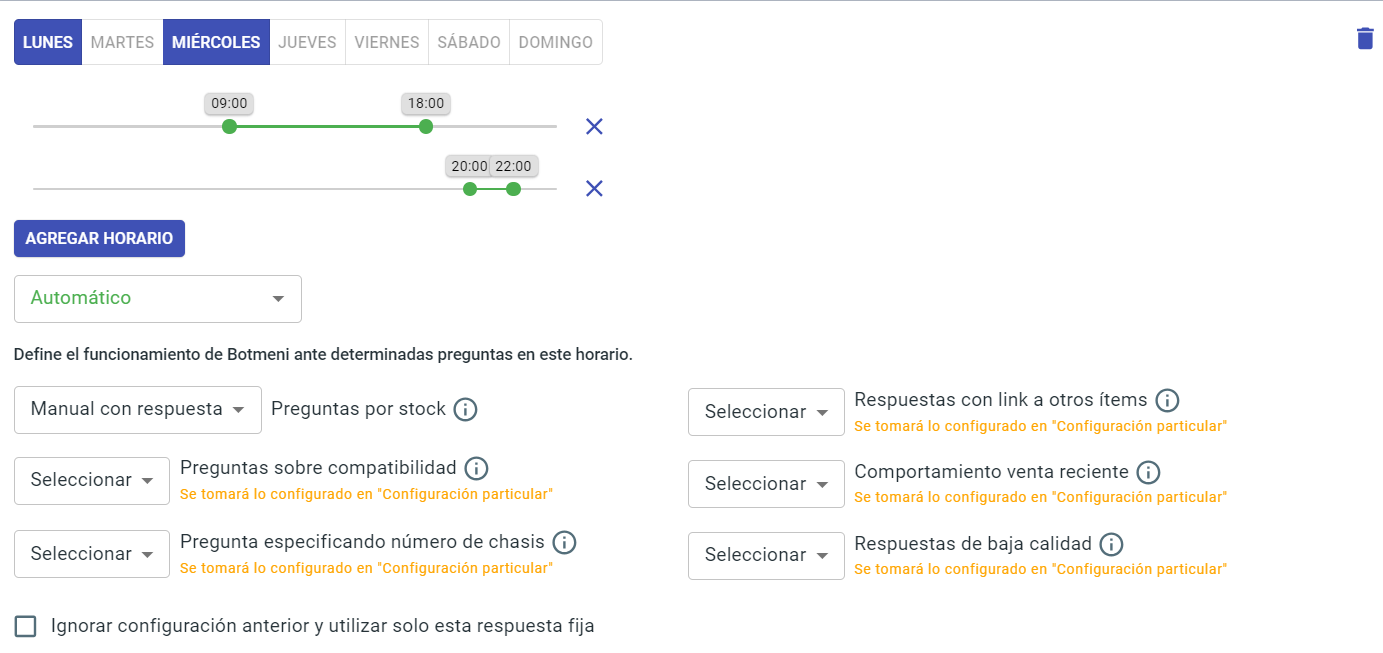 LUNES MARTES MIÉRCOLES JUEVES VIERNES SÁBADO DOMINGO
09:00 18:00
20:00 22:00
AGREGAR HORARIO
Automático
Define el funcionamiento de Botmeni ante determinadas preguntas en este horario.
Manual con respuesta Preguntas por stock
Seleccionar Preguntas sobre compatibilidad
Se tomará lo configurado en "Configuración particular"
Seleccionar Pregunta especificando número de chasis
Se tomará lo configurado en "Configuración particular"
Seleccionar Respuestas con link a otros ítems
Se tomará lo configurado en "Configuración particular"
Seleccionar Comportamiento venta reciente
Se tomará lo configurado en "Configuración particular"
Seleccionar Respuestas de baja calidad
Se tomará lo configurado en "Configuración particular"
Ignorar configuración anterior y utilizar solo esta respuesta fija